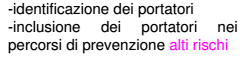 -identificazione dei portatori
-inclusione dei portatori nei
percorsi di prevenzione alti rischi